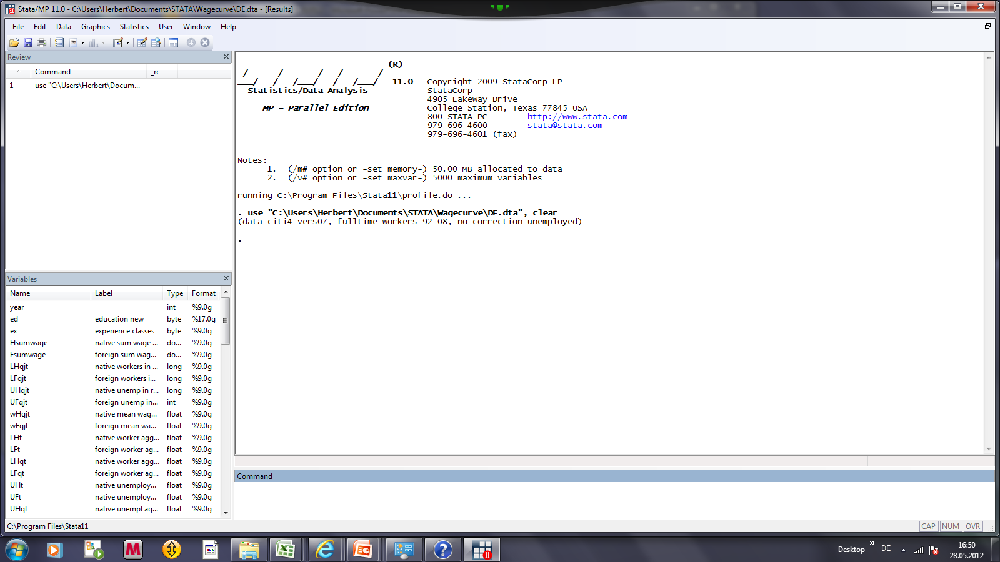 Stata/MP 11.0 - C:\Users\Herbert\Documents\STATA\Wagecurve\DE.dta - [Results]
File Edit Data Graphics Statistics User Window Help
Review
Command _rc
1 use "C:\Users\Herbert\Docum...
Variables
Name Label Type Format
year int %9.0g
ed education new byte %17.0g
ex experience classes byte %9.0g
Hsumwage native sum wage ... do... %9.0g
Fsumwage foreign sum wag... do... %9.0g
LHqjt native workers in ... long %9.0g
LFqjt foreign workers i... long %9.0g
UHqjt native unemp in r... long %9.0g
UFqjt foreign unemp in... int %9.0g
wHqjt native mean wag... float %9.0g
wFqjt foreign mean wa... float %9.0g
LHt native worker agg... float %9.0g
LFt foreign worker ag... float %9.0g
LHqt native worker agg... float %9.0g
LFqt foreign worker ag... float %9.0g
UHt native unemploy... float %9.0g
UFt native unemploy... float %9.0g
UHqt native unempl ag... float %9.0g
(R)
11.0 Copyright 2009 StataCorp LP
Statistics/Data Analysis StataCorp
4905 Lakeway Drive
MP - Parallel Edition College Station, Texas 77845 USA
800-STATA-PC http://www.stata.com
979-696-4600 stata@stata.com
979-696-4601 (fax)
Notes:
1. (/m# option or -set memory-) 50.00 MB allocated to data
2. (/v# option or -set maxvar-) 5000 maximum variables
running C:\Program Files\Stata11\profile.do ...
. use "C:\Users\Herbert\Documents\STATA\Wagecurve\DE.dta", clear
(data citi4 vers07, fulltime workers 92-08, no correction unemployed)
.
Command
C:\Program Files\Stata11 CAP NUM OVR
Desktop » DE 16:50
28.05.2012